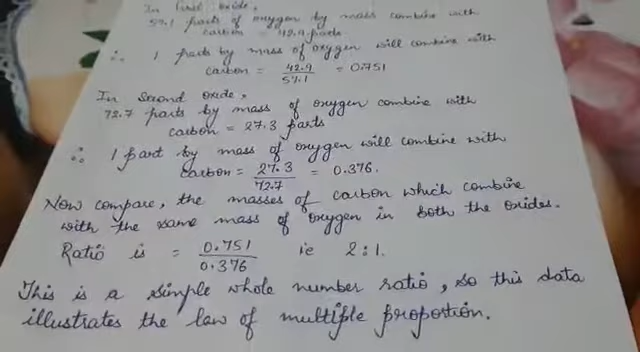 In first oxide,
57.1 parts of oxygen by mass combine with
carbon = 42.9 parts.
∴ 1 parts by mass of oxygen will combine with
carbon = 42.9/57.1 = 0.751
In Second oxide,
72.7 parts by mass of oxygen combine with
carbon = 27.3 parts
∴ 1 part by mass of oxygen will combine with
carbon = 27.3/72.7 = 0.376.
Now compare, the masses of carbon which combine
with the same mass of oxygen in both the oxides.
Ratio is = 0.751/0.376 ie 2:1.
This is a simple whole number ratio, so this data
illustrates the law of multiple proportion.